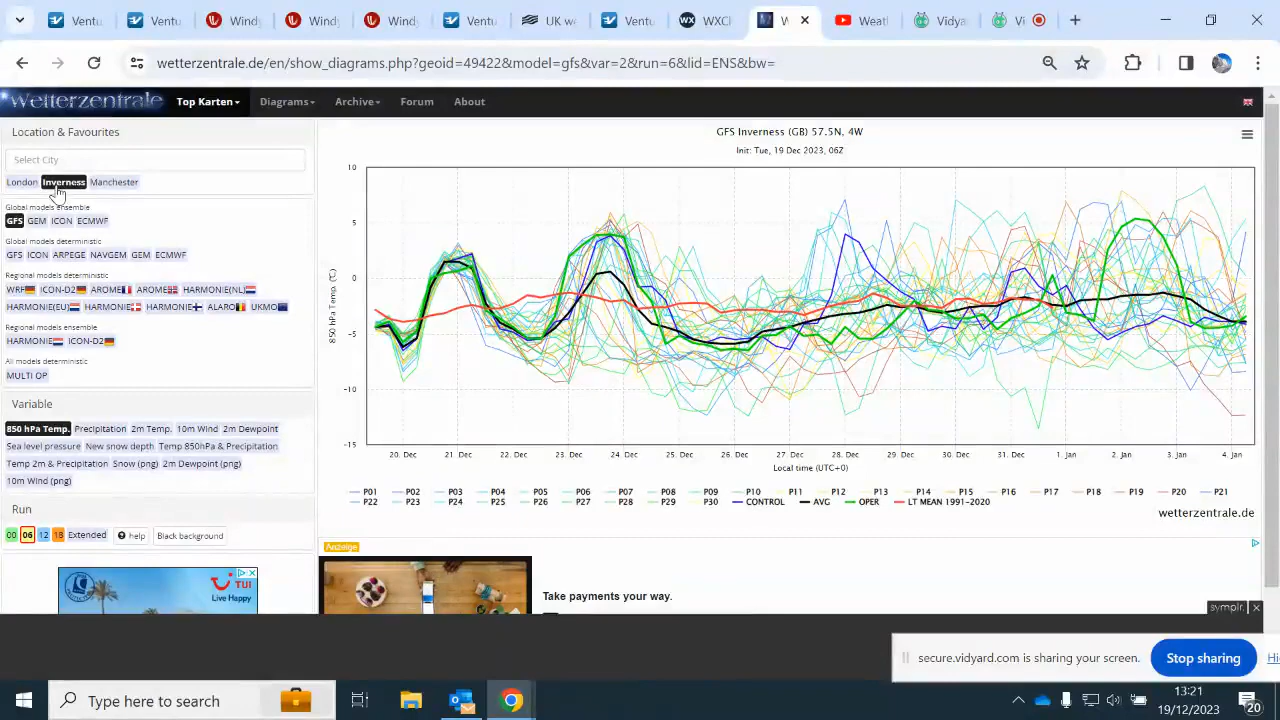 Ventu
Ventu
Windy
Windy
Windy
Ventu
UK we
Ventu
WXCh
W
Weath
Vidya
Vi
wetterzentrale.de/en/show_diagrams.php?geoid=49422&model=gfs&var=2&run=6&lid=ENS&bw=
Wetterzentrale
Top Karten
Diagrams
Archive
Forum
About
Location & Favourites
Select City
London Inverness Manchester
Global models ensemble
GFS GEM ICON ECMWF
Global models deterministic
GFS ICON ARPEGE NAVGEM GEM ECMWF
Regional models deterministic
WRF ICON-D2 AROME AROME HARMONIE(NL)
HARMONIE(EU) HARMONIE HARMONIE ALARO UKMO
Regional models ensemble
HARMONIE ICON-D2
All models deterministic
MULTI OP
Variable
850 hPa Temp. Precipitation 2m Temp. 10m Wind 2m Dewpoint
Sea level pressure New snow depth Temp 850hPa & Precipitation
Temp 2m & Precipitation Snow (png) 2m Dewpoint (png)
10m Wind (png)
Run
00 06 12 18 Extended help Black background
GFS Inverness (GB) 57.5N, 4W
Init: Tue, 19 Dec 2023, 06Z
850 hPa Temp. (°C)
10
5
0
-5
-10
-15
20. Dec 21. Dec 22. Dec 23. Dec 24. Dec 25. Dec 26. Dec 27. Dec 28. Dec 29. Dec 30. Dec 31. Dec 1. Jan 2. Jan 3. Jan 4. Jan
Local time (UTC+0)
P01 P02 P03 P04 P05 P06 P07 P08 P09 P10 P11 P12 P13 P14 P15 P16 P17 P18 P19 P20 P21
P22 P23 P24 P25 P26 P27 P28 P29 P30 CONTROL AVG OPER LT MEAN 1991-2020
wetterzentrale.de
Anzeige
TUI
Live Happy
Take payments your way.
symplr.
secure.vidyard.com is sharing your screen.
Stop sharing
Hi
Type here to search
13:21
19/12/2023
20